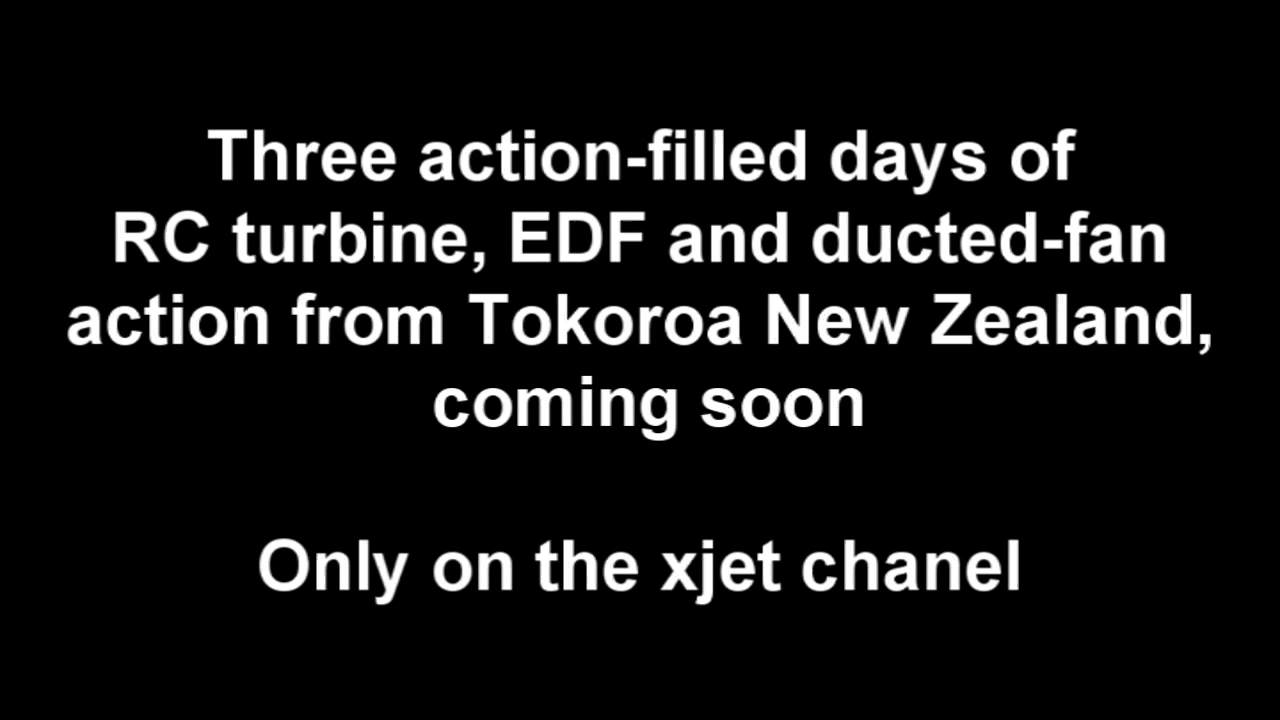 Three action-filled days of
RC turbine, EDF and ducted-fan
action from Tokoroa New Zealand,
coming soon
Only on the xjet chanel